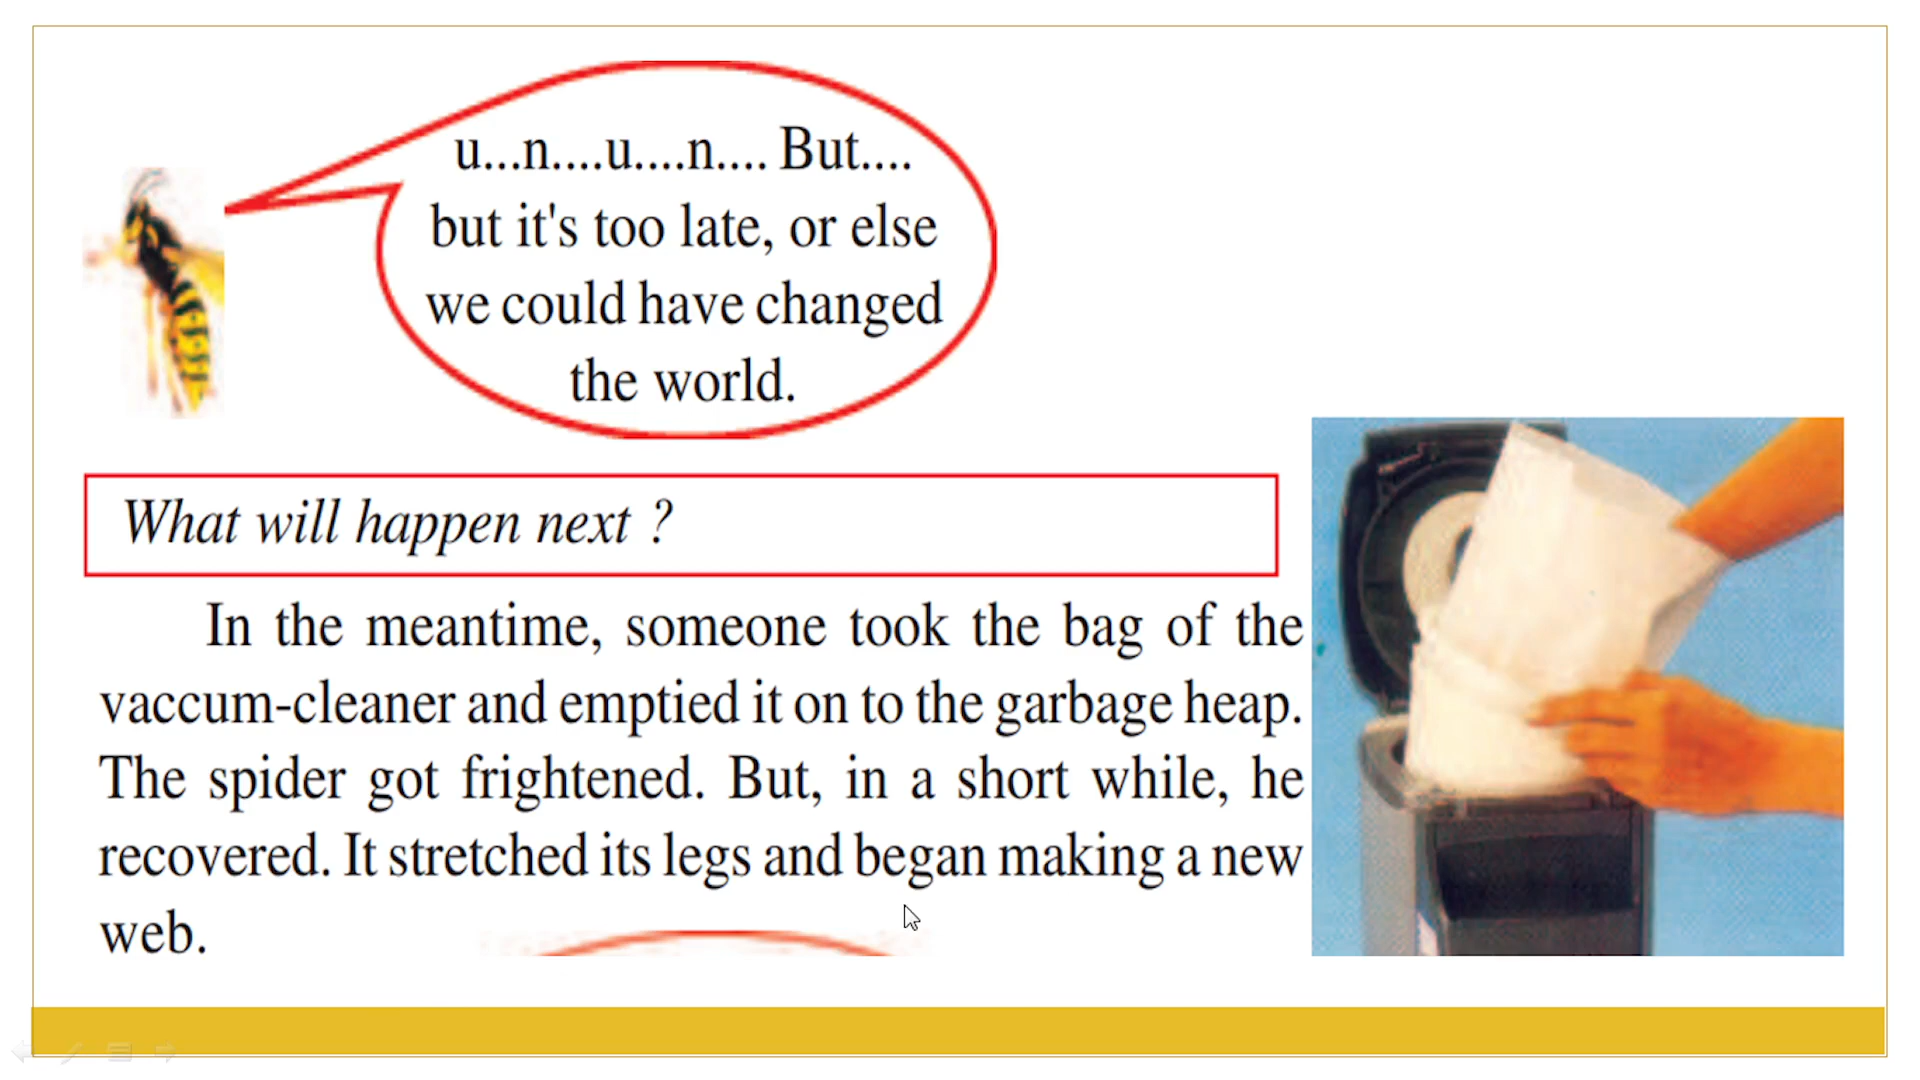 u...n....u....n.... But....
but it's too late, or else
we could have changed
the world.
What will happen next ?
In the meantime, someone took the bag of the
vaccum-cleaner and emptied it on to the garbage heap.
The spider got frightened. But, in a short while, he
recovered. It stretched its legs and began making a new
web.